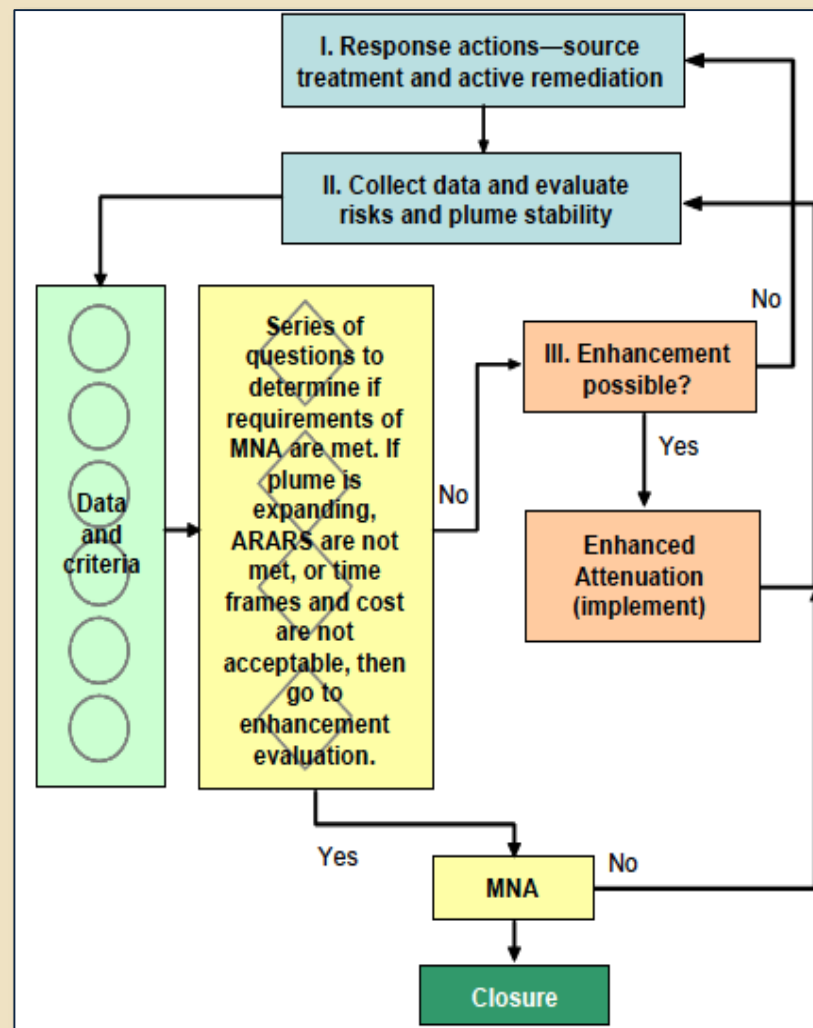 I. Response actions—source
treatment and active remediation
II. Collect data and evaluate
risks and plume stability
Data
and
criteria
Series of
questions to
determine if
requirements of
MNA are met. If
plume is
expanding,
ARARS are not
met, or time
frames and cost
are not
acceptable, then
go to
enhancement
evaluation.
No
III. Enhancement
possible?
No
Yes
Enhanced
Attenuation
(implement)
Yes
MNA
No
Closure